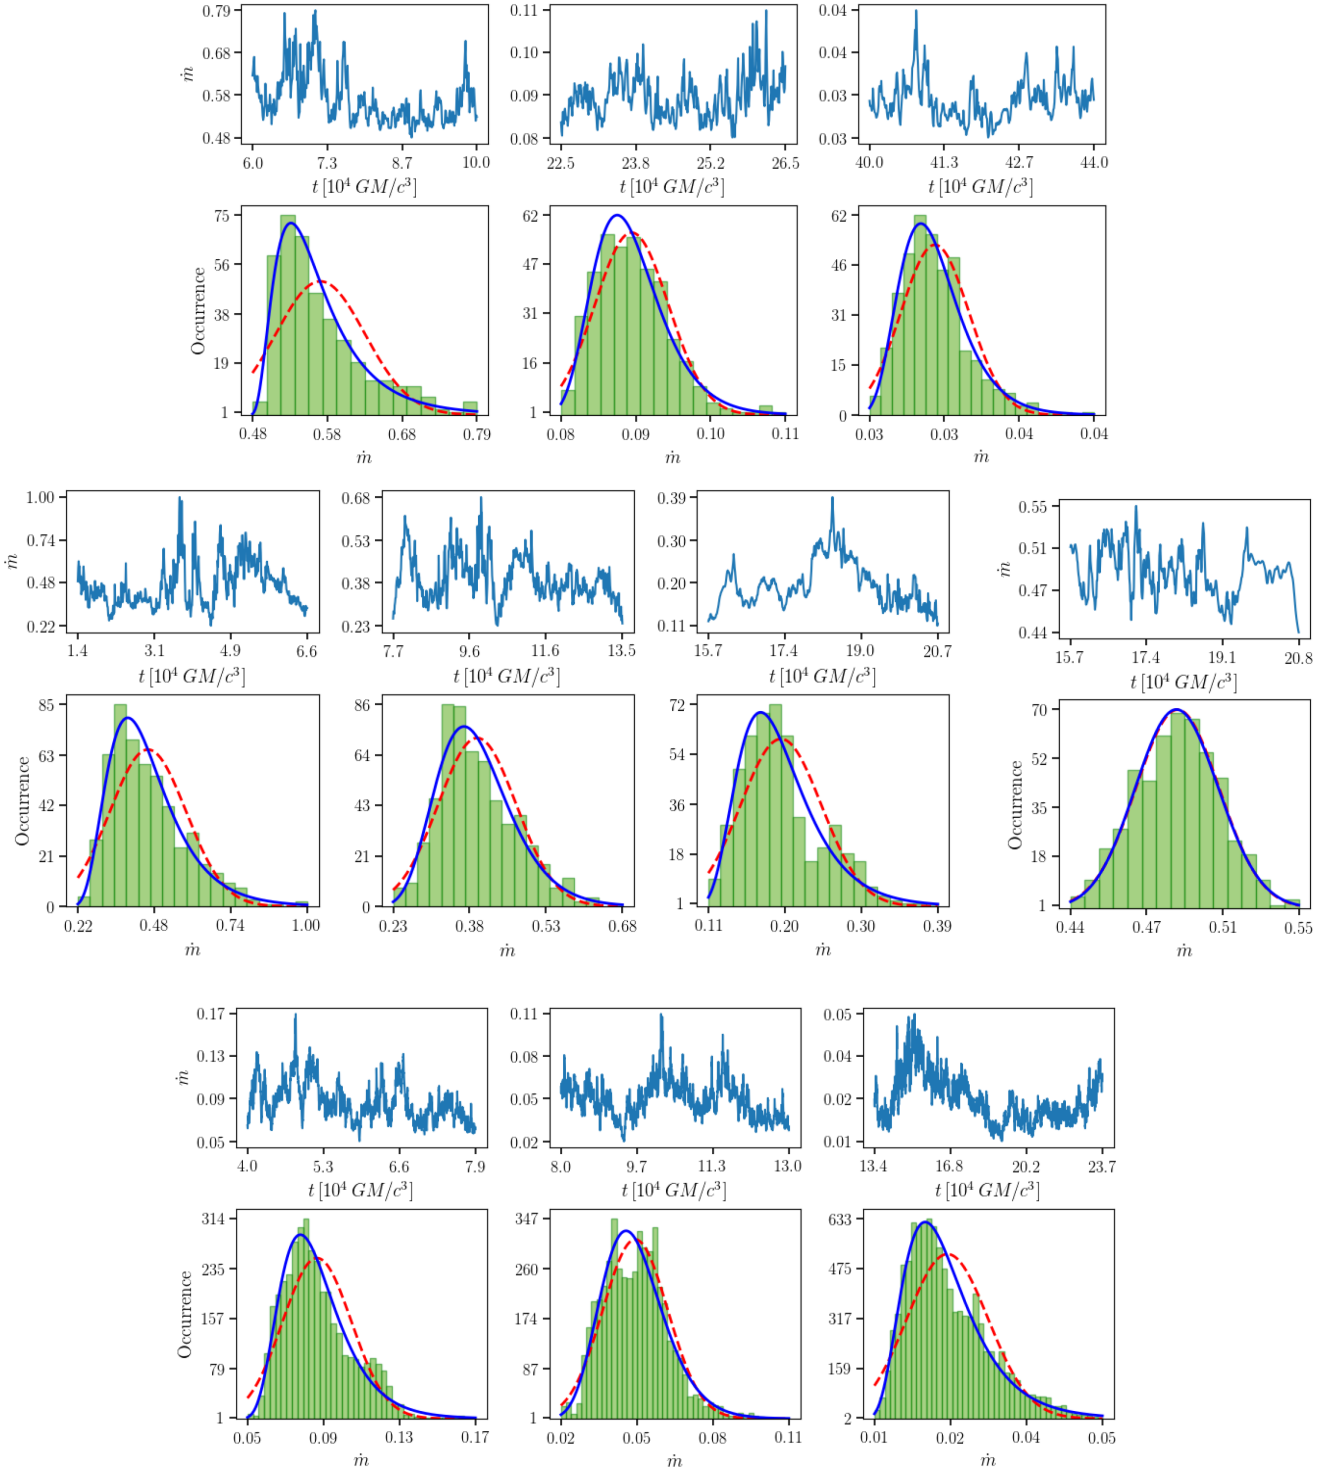 0.79 0.68 0.58 0.48
ṁ
6.0 7.3 8.7 10.0
t [10⁴ GM/c³]
0.11 0.10 0.09 0.08
22.5 23.8 25.2 26.5
t [10⁴ GM/c³]
0.04 0.04 0.03 0.03
40.0 41.3 42.7 44.0
t [10⁴ GM/c³]
75 56 38 19 1
Occurrence
0.48 0.58 0.68 0.79
ṁ
62 47 31 16 1
0.08 0.09 0.10 0.11
ṁ
62 46 31 15 0
0.03 0.03 0.04 0.04
ṁ
1.00 0.74 0.48 0.22
ṁ
1.4 3.1 4.9 6.6
t [10⁴ GM/c³]
0.68 0.53 0.38 0.23
7.7 9.6 11.6 13.5
t [10⁴ GM/c³]
0.39 0.30 0.20 0.11
15.7 17.4 19.0 20.7
t [10⁴ GM/c³]
0.55 0.51 0.47 0.44
ṁ
15.7 17.4 19.1 20.8
t [10⁴ GM/c³]
85 63 42 21 0
Occurrence
0.22 0.48 0.74 1.00
ṁ
86 64 43 21 0
0.23 0.38 0.53 0.68
ṁ
72 54 36 18 1
0.11 0.20 0.30 0.39
ṁ
70 52 35 18 1
Occurrence
0.44 0.47 0.51 0.55
ṁ
0.17 0.13 0.09 0.05
ṁ
4.0 5.3 6.6 7.9
t [10⁴ GM/c³]
0.11 0.08 0.05 0.02
8.0 9.7 11.3 13.0
t [10⁴ GM/c³]
0.05 0.04 0.02 0.01
13.4 16.8 20.2 23.7
t [10⁴ GM/c³]
314 235 157 79 1
Occurrence
0.05 0.09 0.13 0.17
ṁ
347 260 174 87 1
0.02 0.05 0.08 0.11
ṁ
633 475 317 159 2
0.01 0.02 0.04 0.05
ṁ